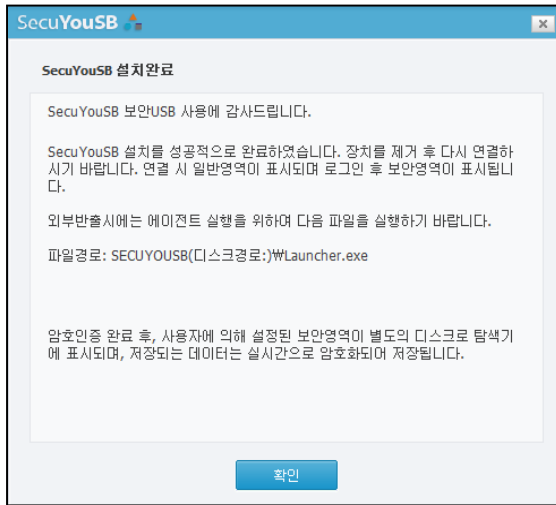 SecuYouSB
SecuYouSB 설치완료
SecuYouSB 보안USB 사용에 감사드립니다.
SecuYouSB 설치를 성공적으로 완료하였습니다. 장치를 제거 후 다시 연결하
시기 바랍니다. 연결 시 일반영역이 표시되며 로그인 후 보안영역이 표시됩니
다.
외부반출시에는 에이전트 실행을 위하여 다음 파일을 실행하기 바랍니다.
파일경로: SECUYOUSB(디스크경로:)₩Launcher.exe
암호인증 완료 후, 사용자에 의해 설정된 보안영역이 별도의 디스크로 탐색기
에 표시되며, 저장되는 데이터는 실시간으로 암호화되어 저장됩니다.
확인